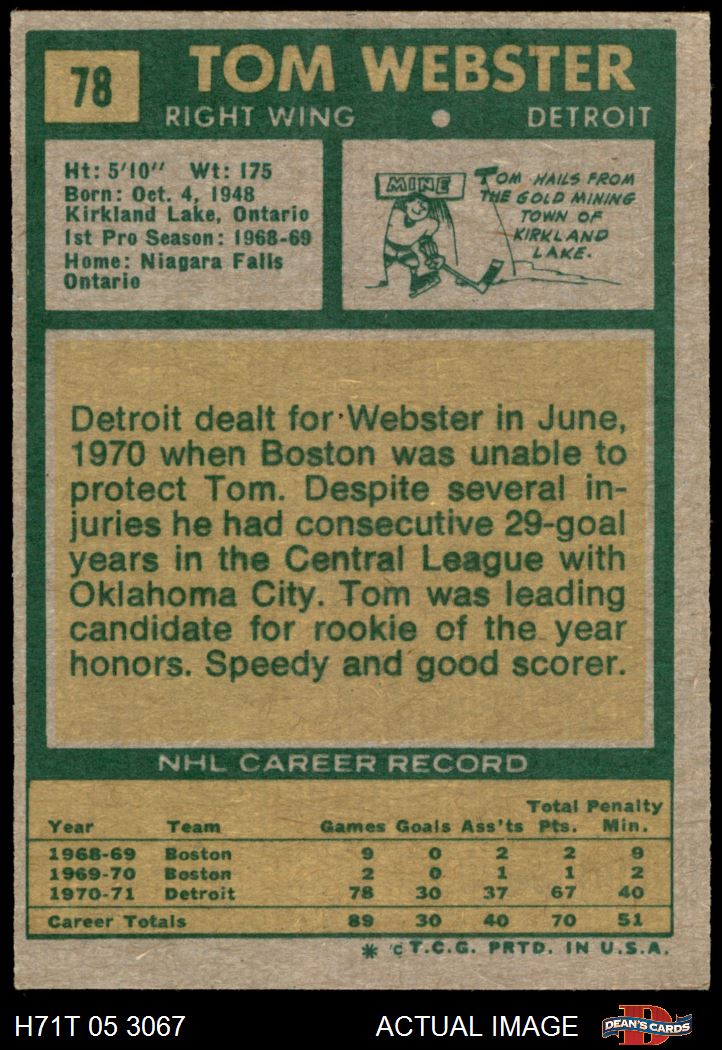 78
TOM WEBSTER
RIGHT WING • DETROIT
Ht: 5'10" Wt: 175
Born: Oct. 4, 1948
Kirkland Lake, Ontario
1st Pro Season: 1968-69
Home: Niagara Falls
Ontario
MINE
TOM HAILS FROM
THE GOLD MINING
TOWN OF
KIRKLAND
LAKE.
Detroit dealt for Webster in June,
1970 when Boston was unable to
protect Tom. Despite several in-
juries he had consecutive 29-goal
years in the Central League with
Oklahoma City. Tom was leading
candidate for rookie of the year
honors. Speedy and good scorer.
NHL CAREER RECORD
Total Penalty
Year Team Games Goals Ass'ts Pts. Min.
1968-69 Boston 9 0 2 2 9
1969-70 Boston 2 0 1 1 2
1970-71 Detroit 78 30 37 67 40
Career Totals 89 30 40 70 51
* © T.C.G. PRTD. IN U.S.A.
H71T 05 3067 ACTUAL IMAGE D DEAN'S CARDS